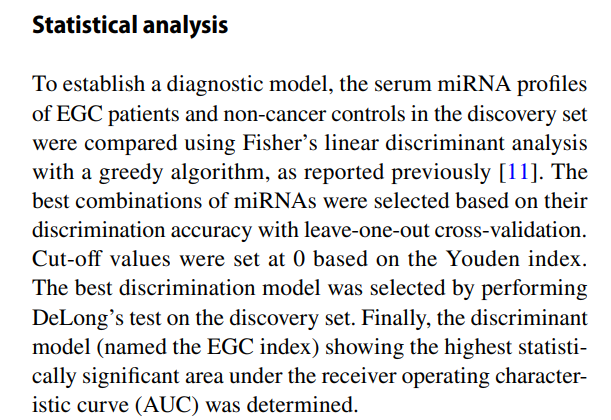 Statistical analysis
To establish a diagnostic model, the serum miRNA profiles
of EGC patients and non-cancer controls in the discovery set
were compared using Fisher’s linear discriminant analysis
with a greedy algorithm, as reported previously [11]. The
best combinations of miRNAs were selected based on their
discrimination accuracy with leave-one-out cross-validation.
Cut-off values were set at 0 based on the Youden index.
The best discrimination model was selected by performing
DeLong’s test on the discovery set. Finally, the discriminant
model (named the EGC index) showing the highest statisti-
cally significant area under the receiver operating character-
istic curve (AUC) was determined.